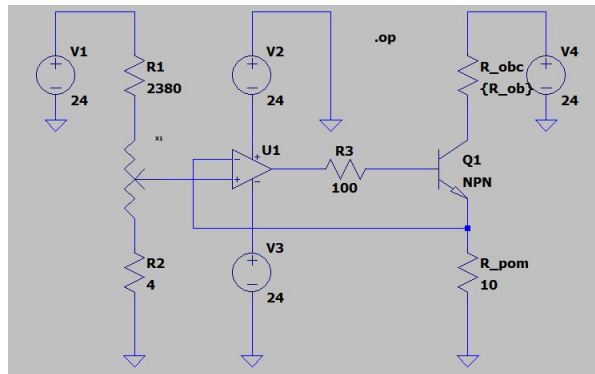 V1
24
R1
2380
X1
R2
4
V2
24
.op
U1
R3
100
V3
24
R_obc
{R_ob}
V4
24
Q1
NPN
R_pom
10